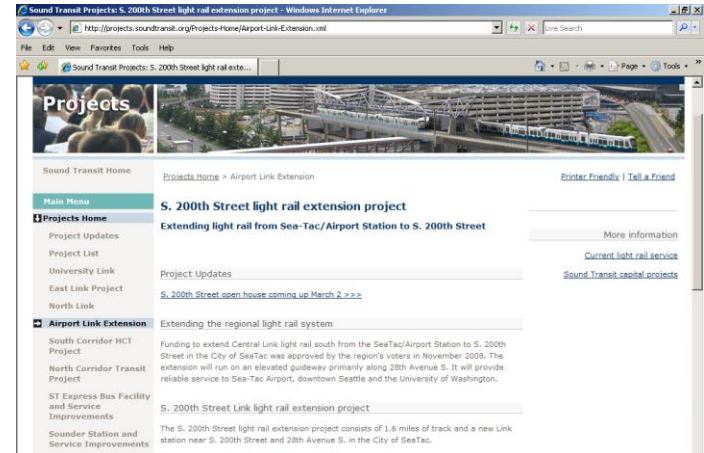 Sound Transit Projects: S. 200th Street light rail extension project - Windows Internet Explorer
http://projects.soundtransit.org/Projects-Home/Airport-Link-Extension.xml
Live Search
File Edit View Favorites Tools Help
Sound Transit Projects: S. 200th Street light rail exte...
Page Tools
Projects
Sound Transit Home
Projects Home > Airport Link Extension
Printer Friendly | Tell a Friend
Main Menu
Projects Home
Project Updates
Project List
University Link
East Link Project
North Link
Airport Link Extension
South Corridor HCT
Project
North Corridor Transit
Project
ST Express Bus Facility
and Service
Improvements
Sounder Station and
Service Improvements
S. 200th Street light rail extension project
Extending light rail from Sea-Tac/Airport Station to S. 200th Street
Project Updates
S. 200th Street open house coming up March 2 >>>
Extending the regional light rail system
Funding to extend Central Link light rail south from the SeaTac/Airport Station to S. 200th
Street in the City of SeaTac was approved by the region's voters in November 2008. The
extension will run on an elevated guideway primarily along 28th Avenue S. It will provide
reliable service to Sea-Tac Airport, downtown Seattle and the University of Washington.
S. 200th Street Link light rail extension project
The S. 200th Street light rail extension project consists of 1.6 miles of track and a new Link
station near S. 200th Street and 28th Avenue S. in the City of SeaTac.
More information
Current light rail service
Sound Transit capital projects